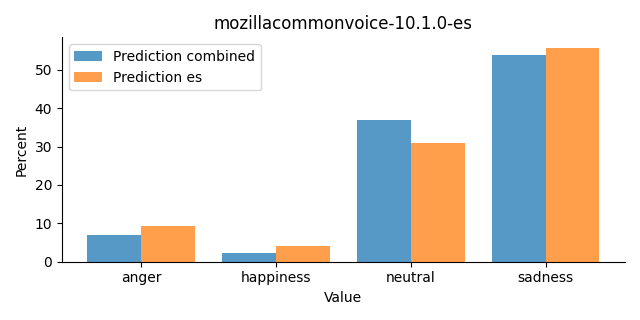 mozillacommonvoice-10.1.0-es
Prediction combined
Prediction es
Percent
50
40
30
20
10
0
anger happiness neutral sadness
Value